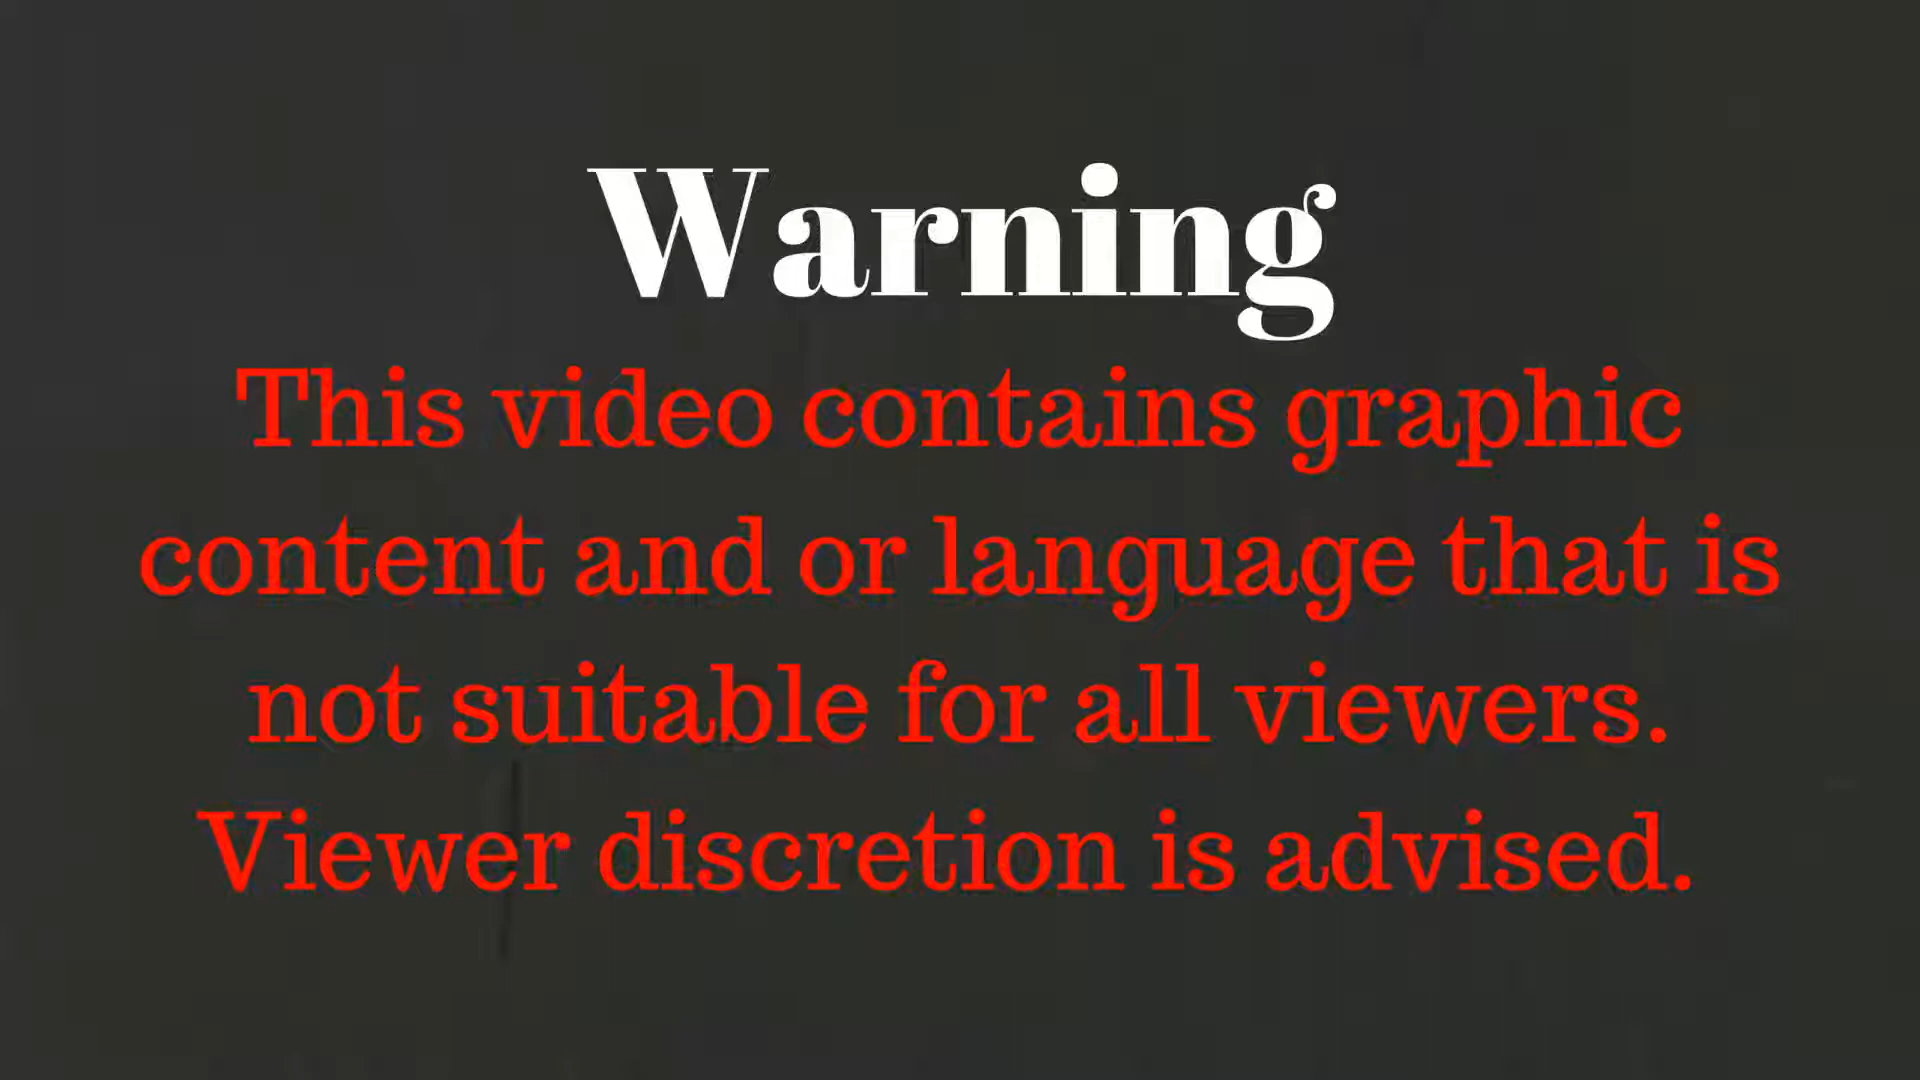 Warning
This video contains graphic
content and or language that is
not suitable for all viewers.
Viewer discretion is advised.